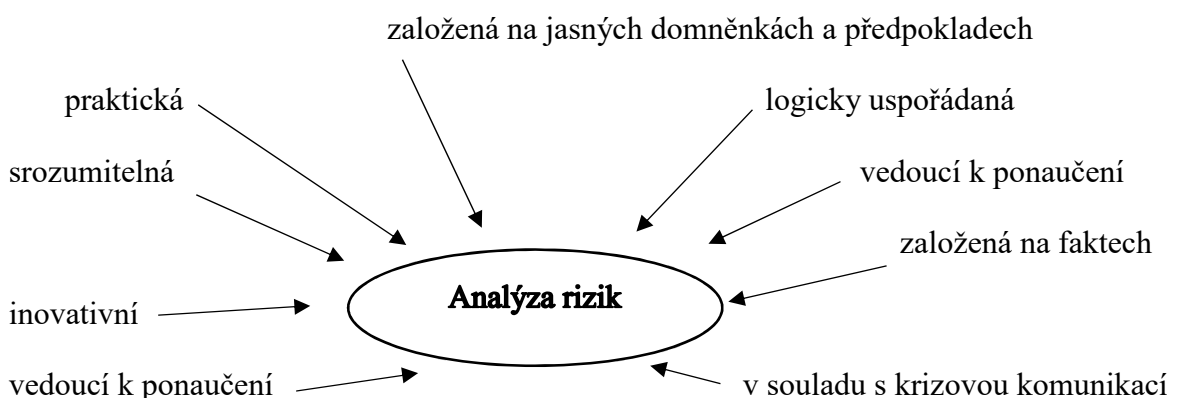 založená na jasných domněnkách a předpokladech
praktická
logicky uspořádaná
srozumitelná
vedoucí k ponaučení
založená na faktech
Analýza rizik
inovativní
vedoucí k ponaučení
v souladu s krizovou komunikací